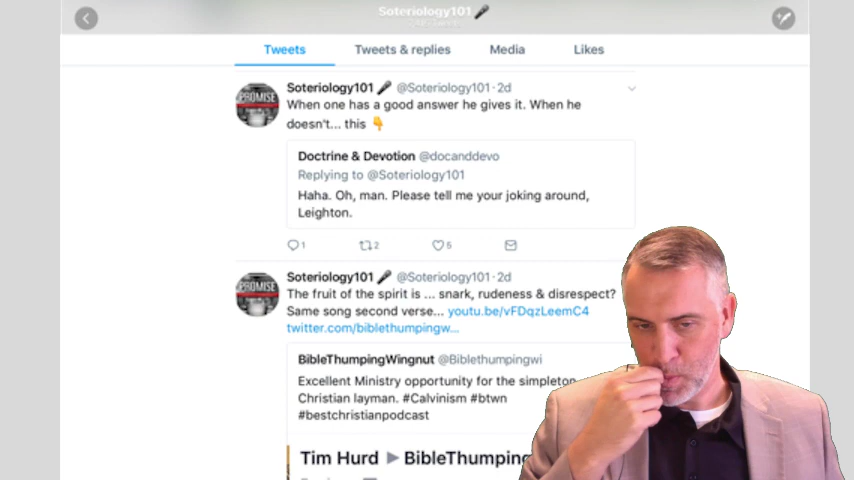 Soteriology101🎤
Tweets
Tweets & replies
Media
Likes
PROMISE
Soteriology101 🎤 @Soteriology101 · 2d
When one has a good answer he gives it. When he
doesn't... this 👇
Doctrine & Devotion @docanddevo
Replying to @Soteriology101
Haha. Oh, man. Please tell me your joking around,
Leighton.
1
2
5
PROMISE
Soteriology101 🎤 @Soteriology101 · 2d
The fruit of the spirit is ... snark, rudeness & disrespect?
Same song second verse... youtu.be/vFDqzLeemC4
twitter.com/biblethumpingw...
BibleThumpingWingnut @Biblethumpingwi
Excellent Ministry opportunity for the simpleton
Christian layman. #Calvinism #btwn
#bestchristianpodcast
Tim Hurd ▶ BibleThumping